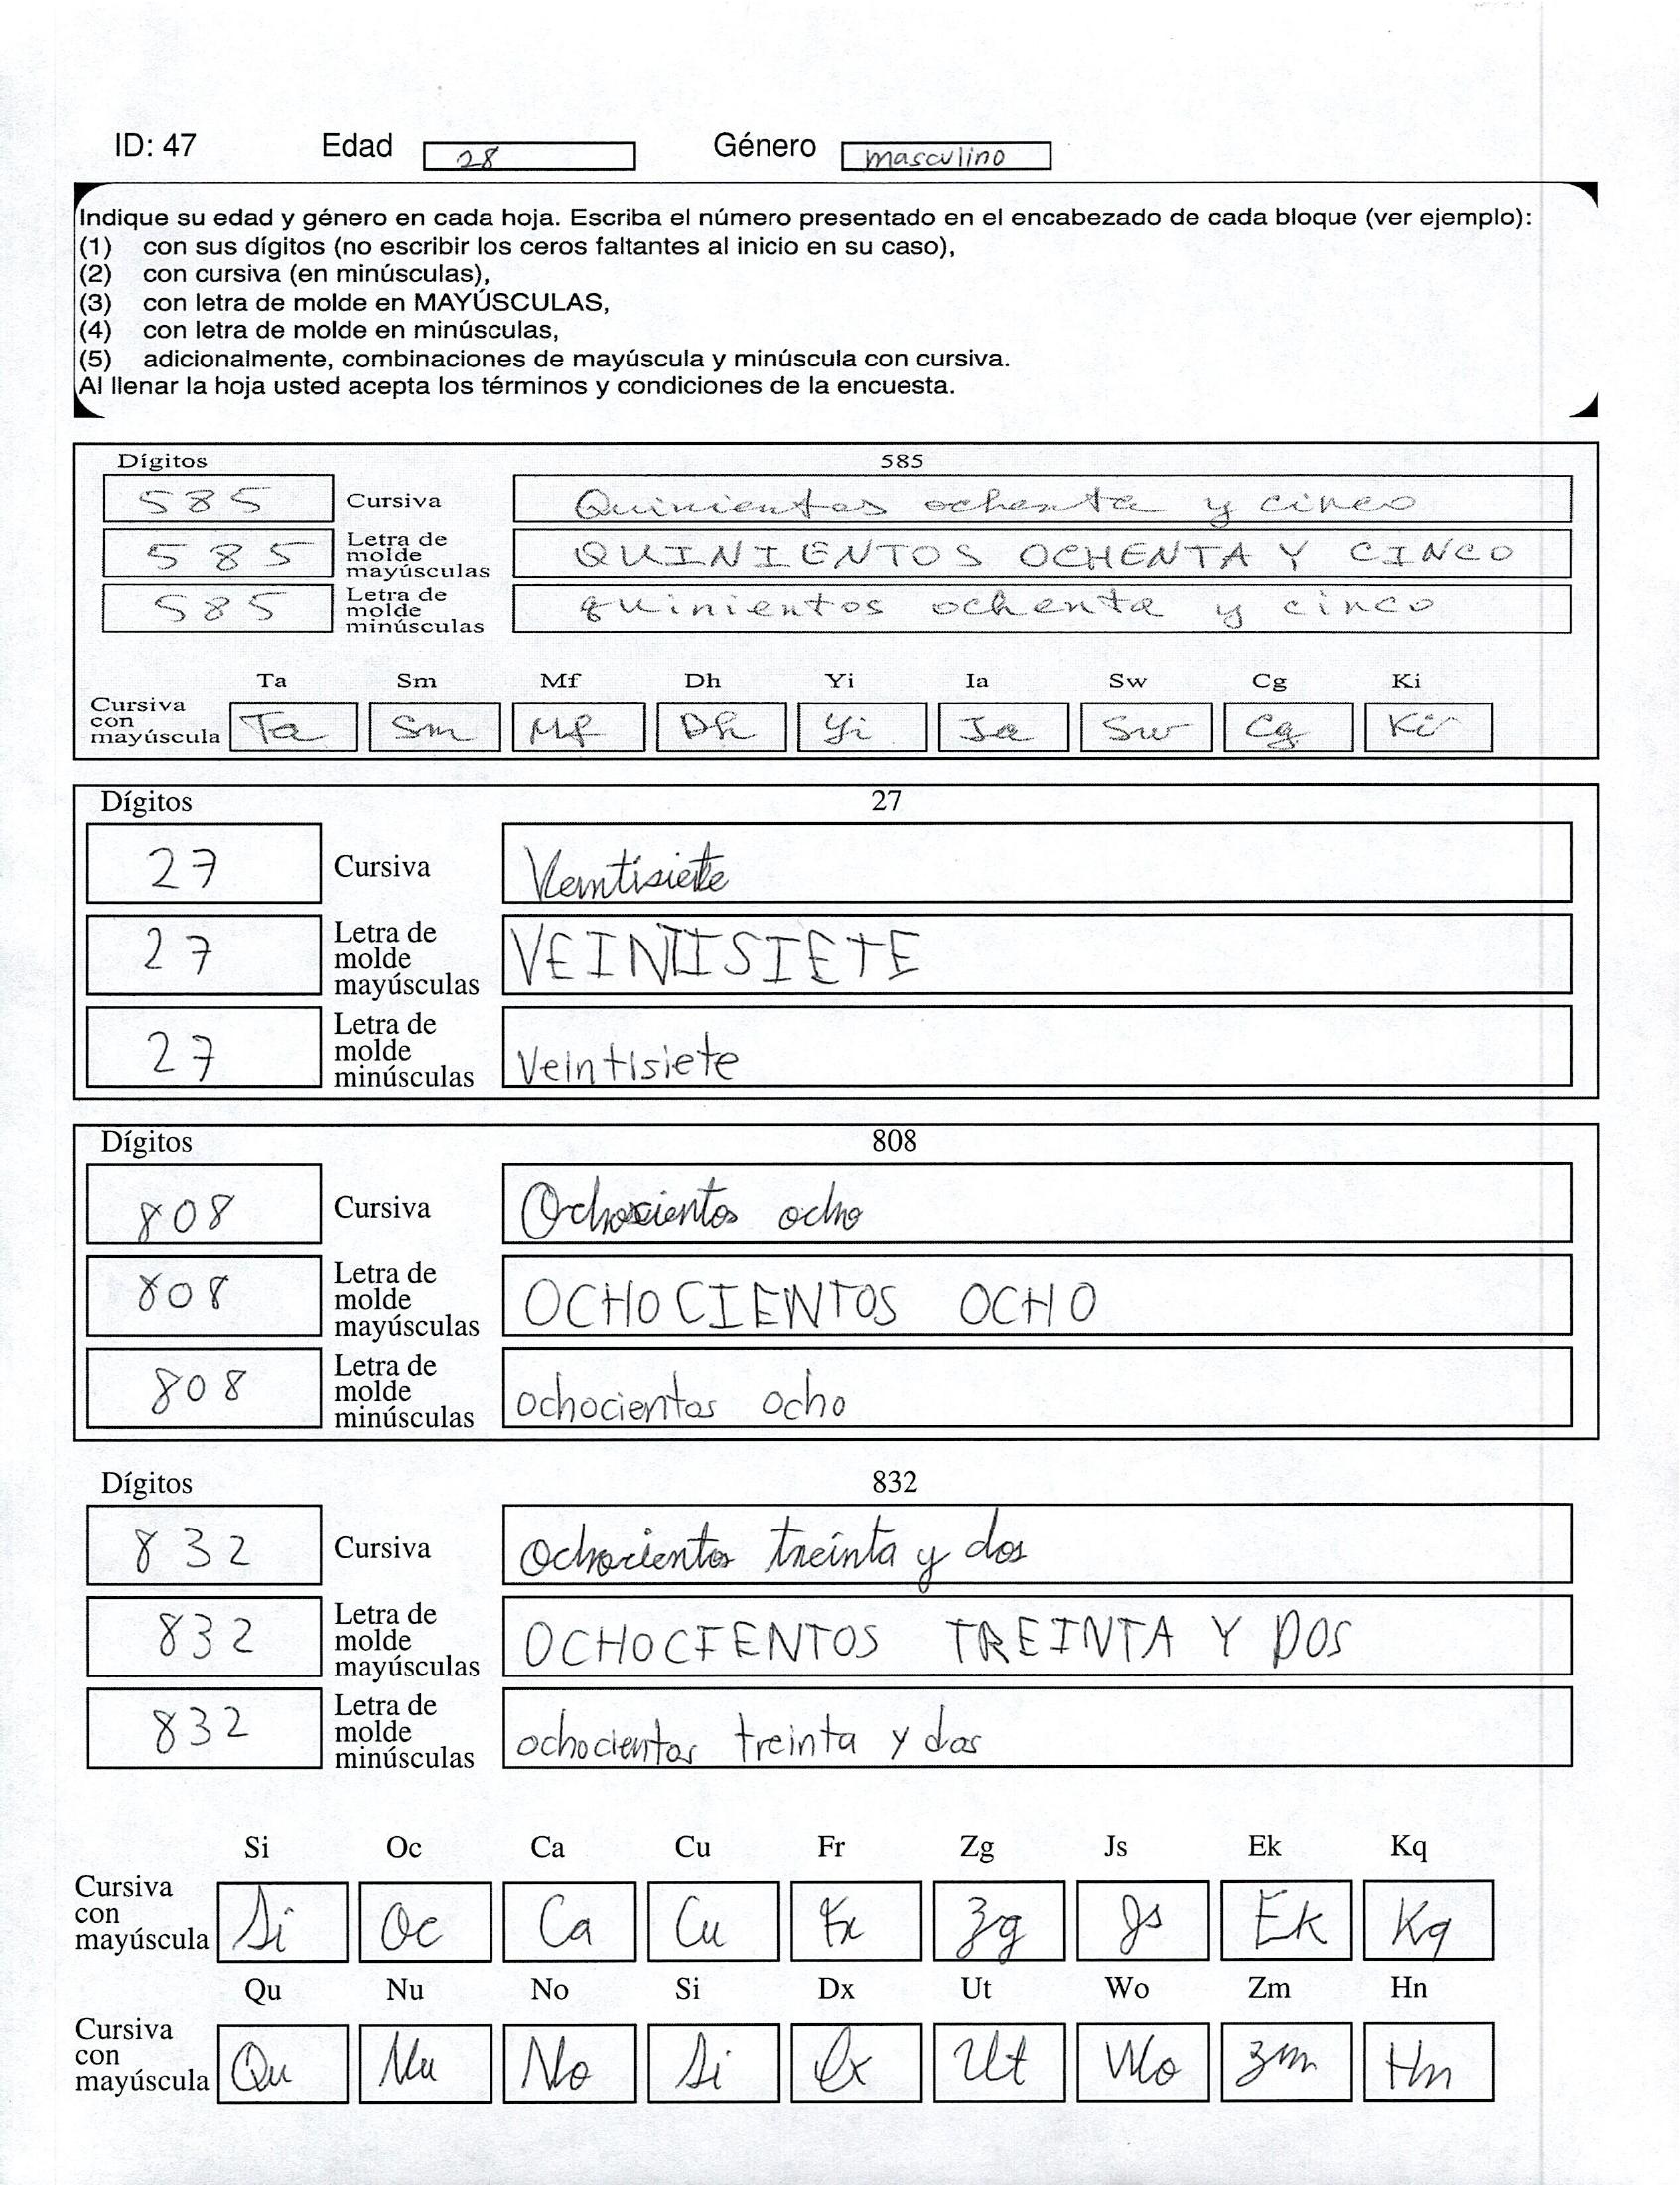 ID: 47 Edad 28 Género masculino
Indique su edad y género en cada hoja. Escriba el número presentado en el encabezado de cada bloque (ver ejemplo):
(1) con sus dígitos (no escribir los ceros faltantes al inicio en su caso),
(2) con cursiva (en minúsculas),
(3) con letra de molde en MAYÚSCULAS,
(4) con letra de molde en minúsculas,
(5) adicionalmente, combinaciones de mayúscula y minúscula con cursiva.
Al llenar la hoja usted acepta los términos y condiciones de la encuesta.
Dígitos 585
585 Cursiva Quinientos ochenta y cinco
585 Letra de molde mayúsculas QUINIENTOS OCHENTA Y CINCO
585 Letra de molde minúsculas quinientos ochenta y cinco
Ta Sm Mf Dh Yi Ia Sw Cg Ki
Cursiva con mayúscula Ta Sm Mf Dh Yi Ia Sw Cg Ki
Dígitos 27
27 Cursiva Veintisiete
27 Letra de molde mayúsculas VEINTISIETE
27 Letra de molde minúsculas veintisiete
Dígitos 808
808 Cursiva Ochocientos ocho
808 Letra de molde mayúsculas OCHOCIENTOS OCHO
808 Letra de molde minúsculas ochocientos ocho
Dígitos 832
832 Cursiva ochocientos treinta y dos
832 Letra de molde mayúsculas OCHOCIENTOS TREINTA Y DOS
832 Letra de molde minúsculas ochocientos treinta y dos
Si Oc Ca Cu Fr Zg Js Ek Kq
Cursiva con mayúscula Si Oc Ca Cu Fr Zg Js Ek Kq
Qu Nu No Si Dx Ut Wo Zm Hn
Cursiva con mayúscula Qu Nu No Si Dx Ut Wo Zm Hn